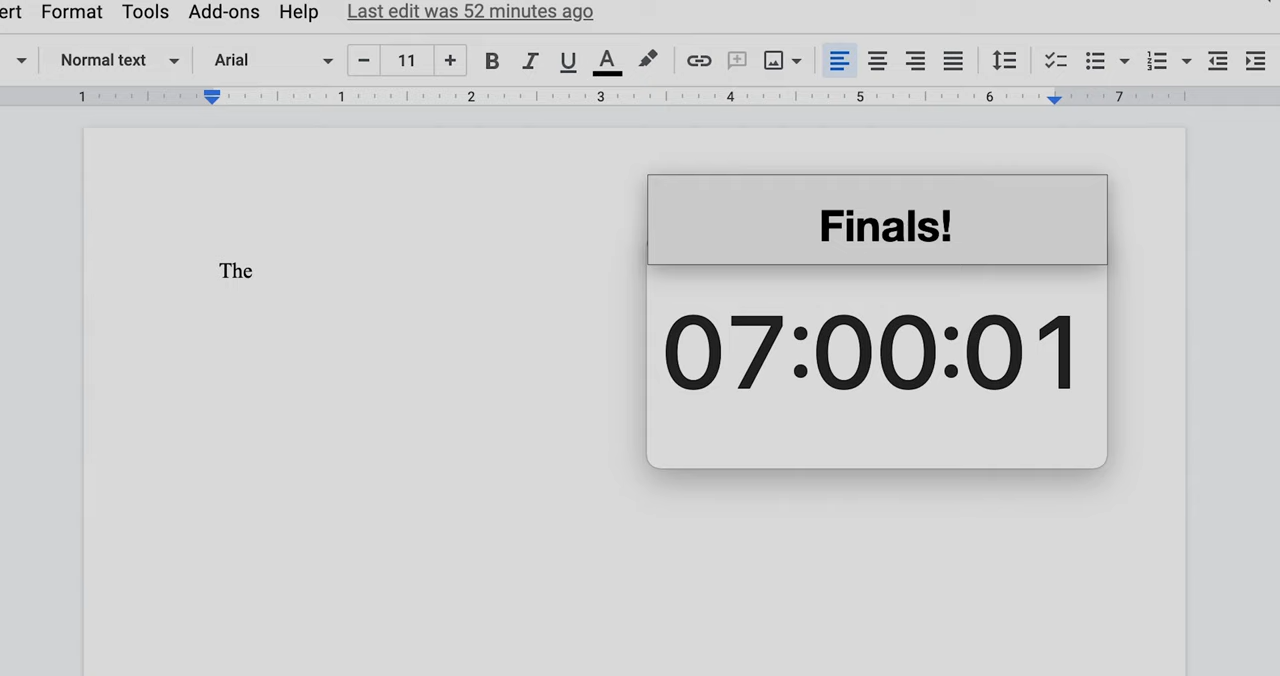 ert Format Tools Add-ons Help Last edit was 52 minutes ago
Normal text Arial − 11 + B I U A
1 1 2 3 4 5 6 7
Finals!
The
07:00:01